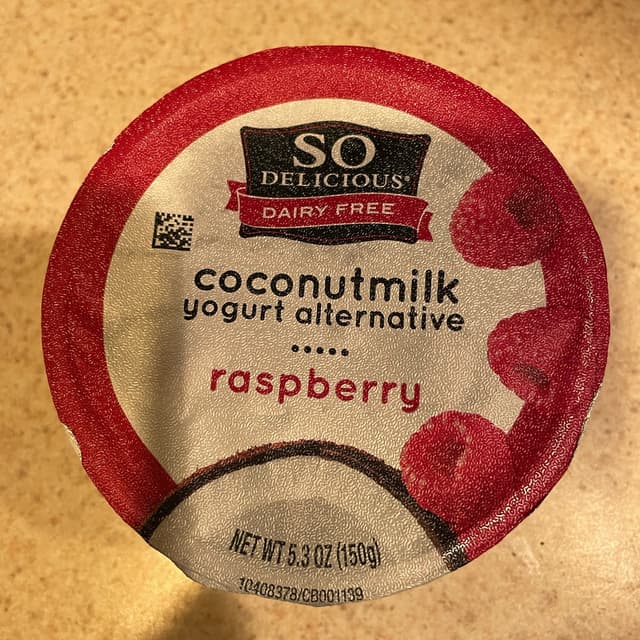 SO
DELICIOUS®
DAIRY FREE
coconutmilk
yogurt alternative
raspberry
NET WT 5.3 OZ (150g)
10408378/CB001139